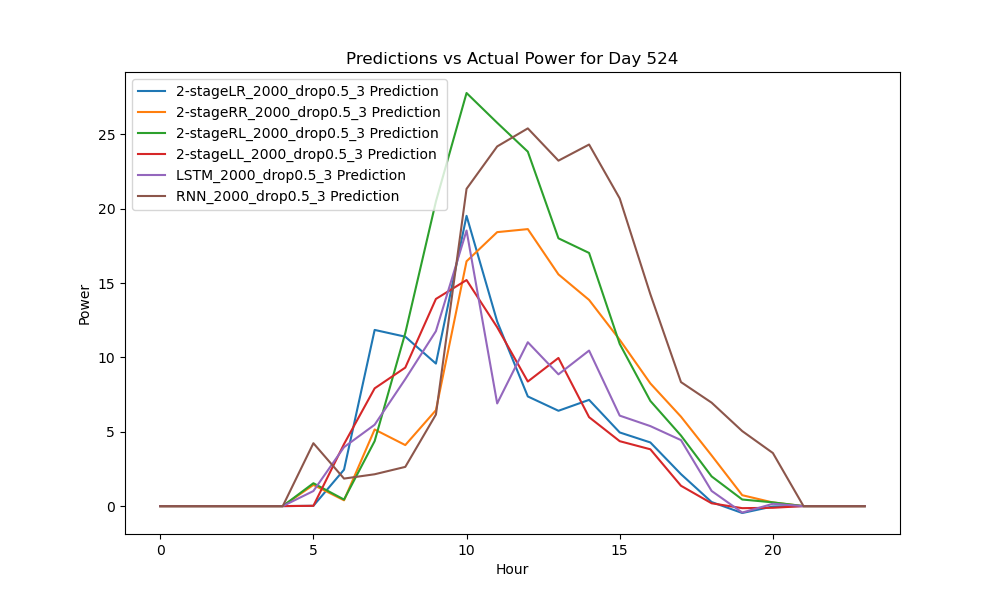 Predictions vs Actual Power for Day 524
2-stageLR_2000_drop0.5_3 Prediction
2-stageRR_2000_drop0.5_3 Prediction
2-stageRL_2000_drop0.5_3 Prediction
2-stageLL_2000_drop0.5_3 Prediction
LSTM_2000_drop0.5_3 Prediction
RNN_2000_drop0.5_3 Prediction
25
20
15
10
5
0
Power
0 5 10 15 20
Hour